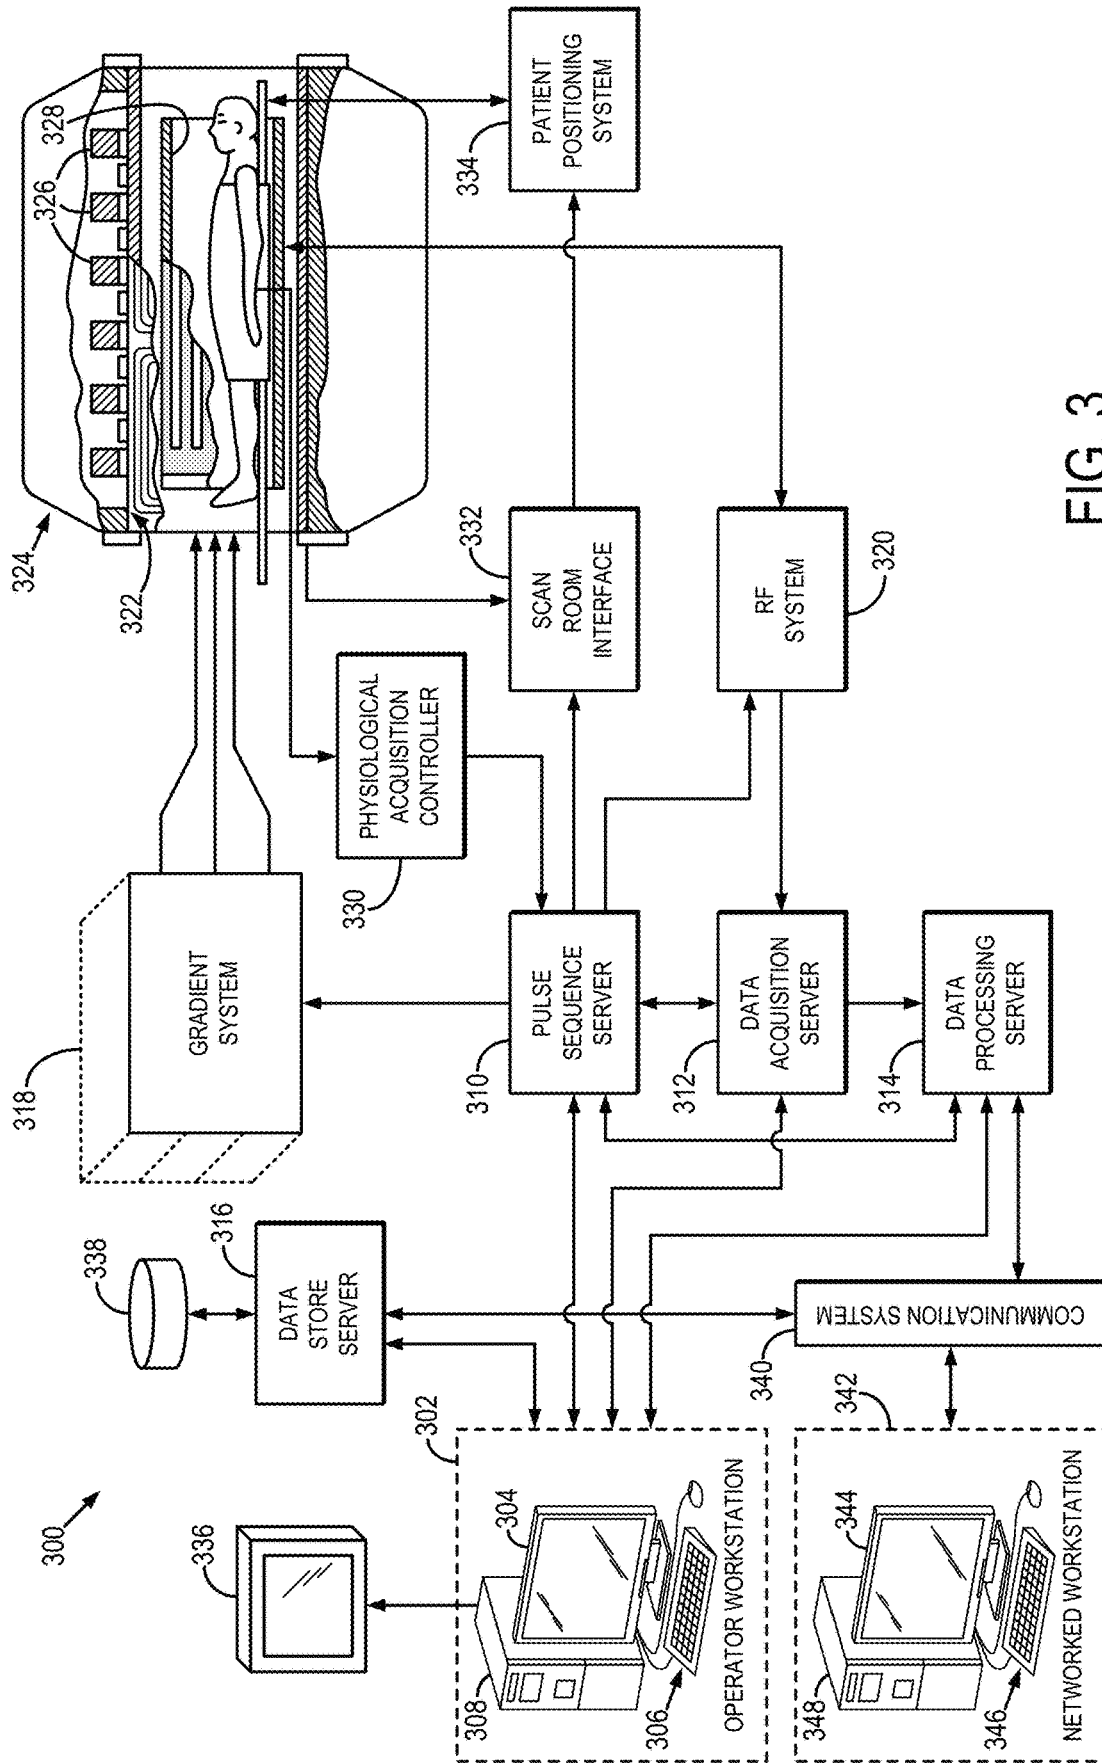 300
336
338
318
324
326
328
322
316
DATA
STORE
SERVER
GRADIENT
SYSTEM
330
PHYSIOLOGICAL
ACQUISITION
CONTROLLER
302
304
308
306
OPERATOR WORKSTATION
310
PULSE
SEQUENCE
SERVER
332
SCAN
ROOM
INTERFACE
334
PATIENT
POSITIONING
SYSTEM
312
DATA
ACQUISITION
SERVER
RF
SYSTEM
320
314
DATA
PROCESSING
SERVER
340
COMMUNICATION SYSTEM
342
344
348
346
NETWORKED WORKSTATION
FIG. 3